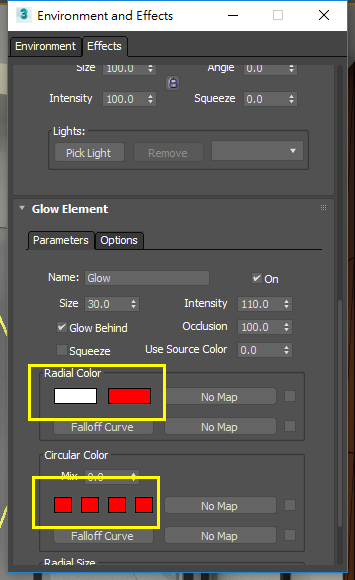 3 Environment and Effects
Environment Effects
Size 100.0 Angle 0.0
Intensity 100.0 Squeeze 0.0
Lights:
Pick Light Remove
Glow Element
Parameters Options
Name: Glow On
Size 30.0 Intensity 110.0
Glow Behind Occlusion 100.0
Squeeze Use Source Color 0.0
Radial Color
No Map
Falloff Curve No Map
Circular Color
Mix 0.0
No Map
Falloff Curve No Map
Radial Size